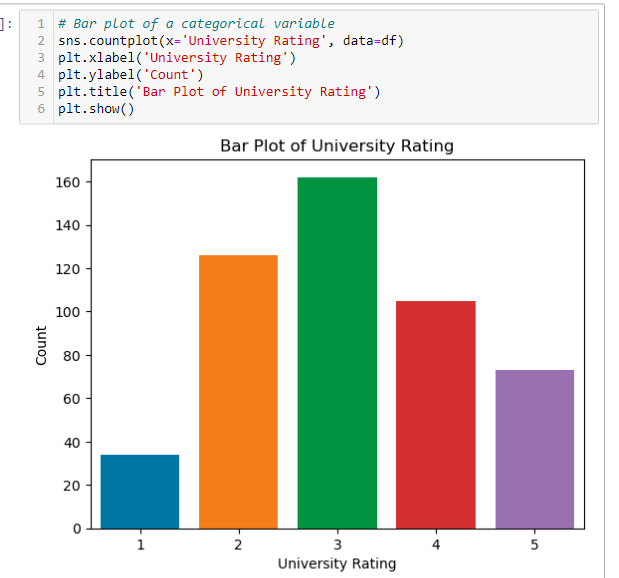 ]:
1 # Bar plot of a categorical variable
2 sns.countplot(x='University Rating', data=df)
3 plt.xlabel('University Rating')
4 plt.ylabel('Count')
5 plt.title('Bar Plot of University Rating')
6 plt.show()
Bar Plot of University Rating
160
140
120
100
80
60
40
20
0
Count
1 2 3 4 5
University Rating